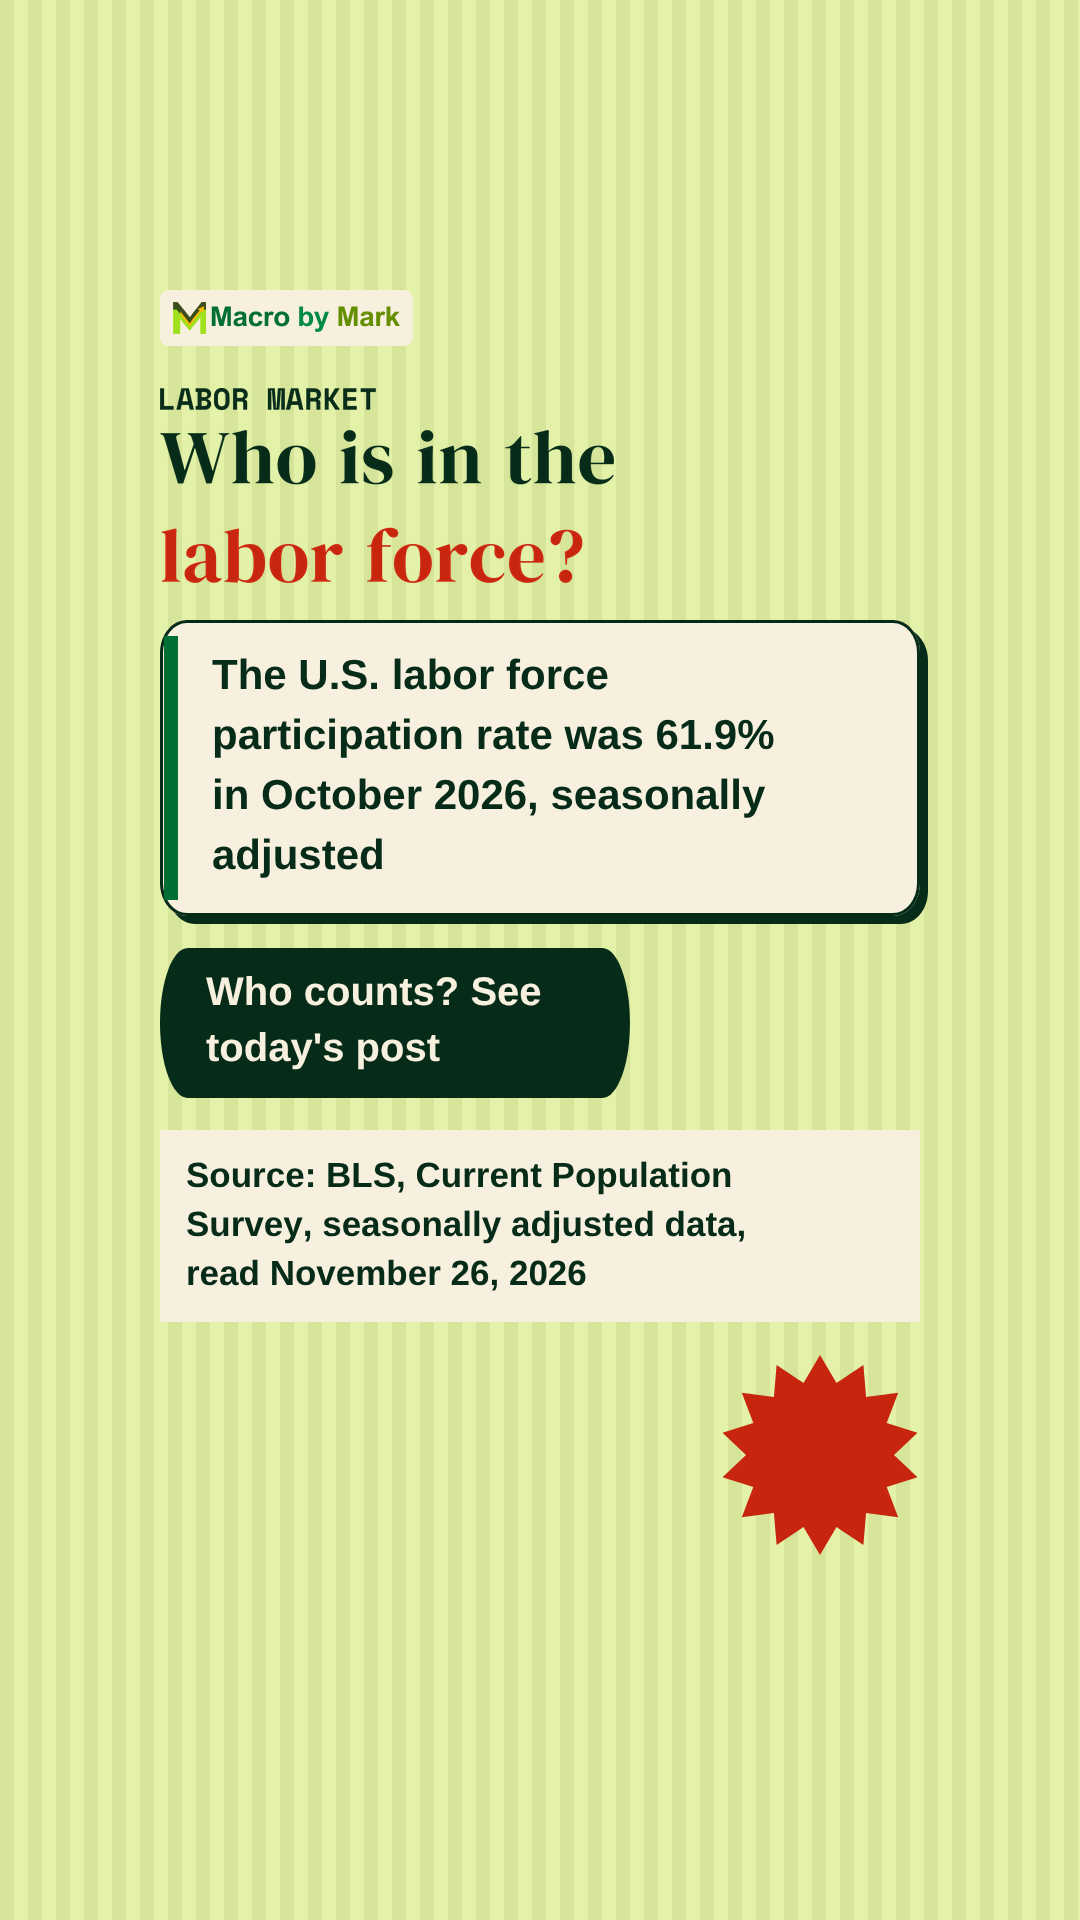 Macro by Mark
LABOR MARKET
Who is in the
labor force?
The U.S. labor force
participation rate was 61.9%
in October 2026, seasonally
adjusted
Who counts? See
today's post
Source: BLS, Current Population
Survey, seasonally adjusted data,
read November 26, 2026